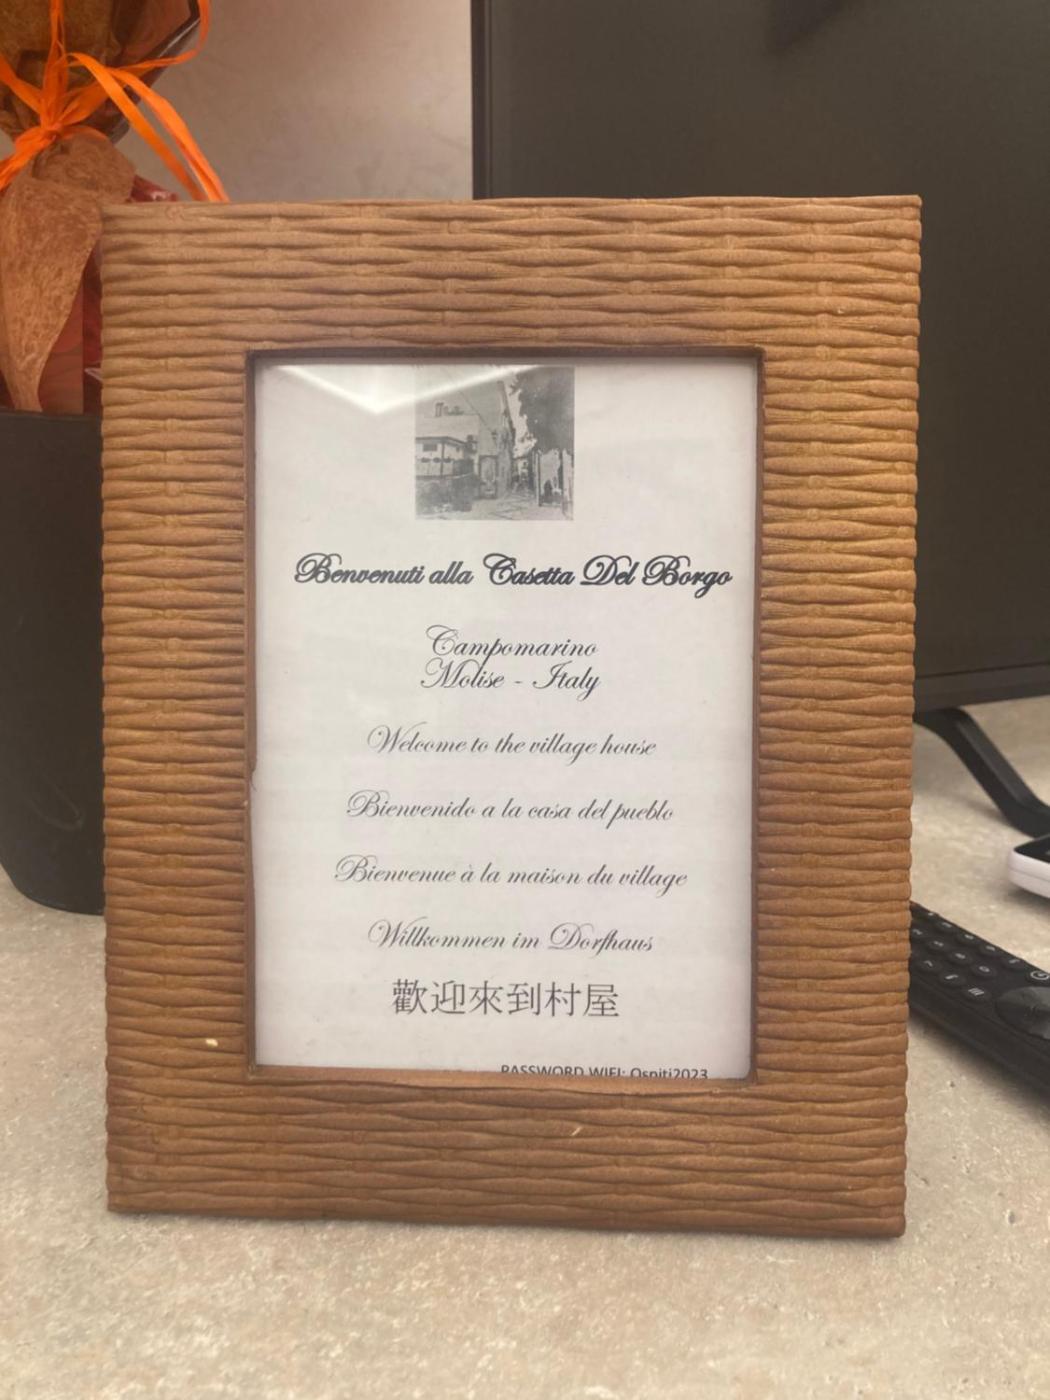 Benvenuti alla Casetta Del Borgo
Campomarino
Molise - Italy
Welcome to the village house
Bienvenido a la casa del pueblo
Bienvenue à la maison du village
Willkommen im Dorfhaus
歡迎來到村屋
PASSWORD WIFI: Ospiti2023